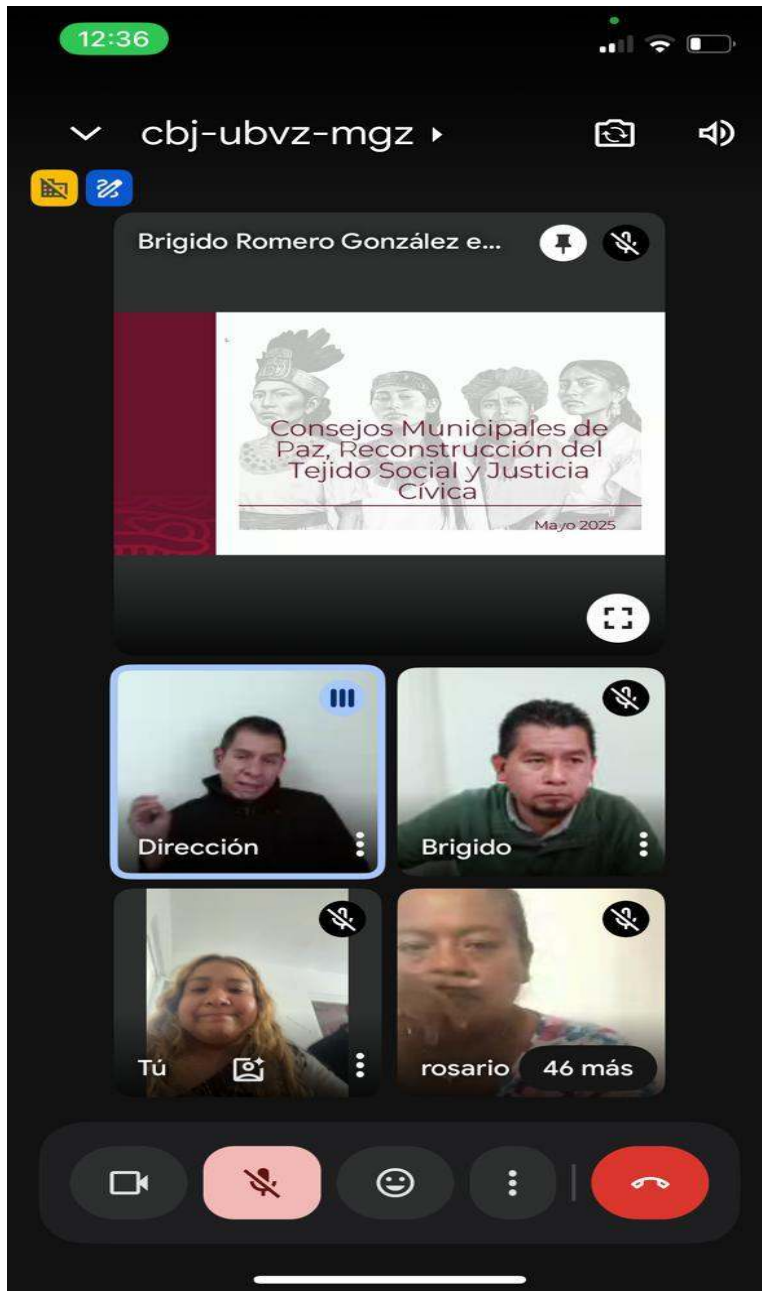 12:36
cbj-ubvz-mgz
Brigido Romero González e...
Consejos Municipales de
Paz, Reconstrucción del
Tejido Social y Justicia
Cívica
Mayo 2025
Dirección
Brigido
Tú
rosario
46 más